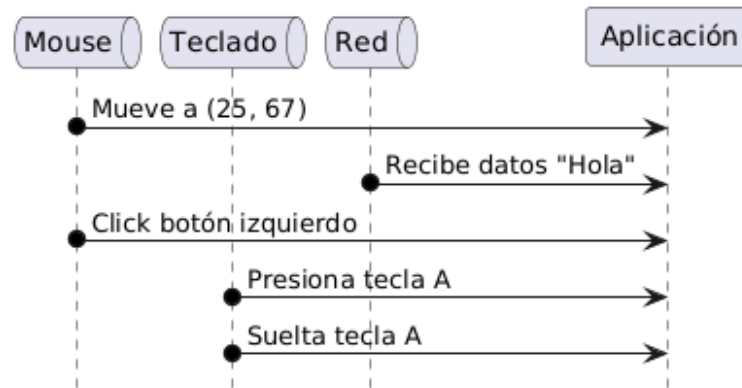 Mouse Teclado Red Aplicación
Mueve a (25, 67)
Recibe datos "Hola"
Click botón izquierdo
Presiona tecla A
Suelta tecla A